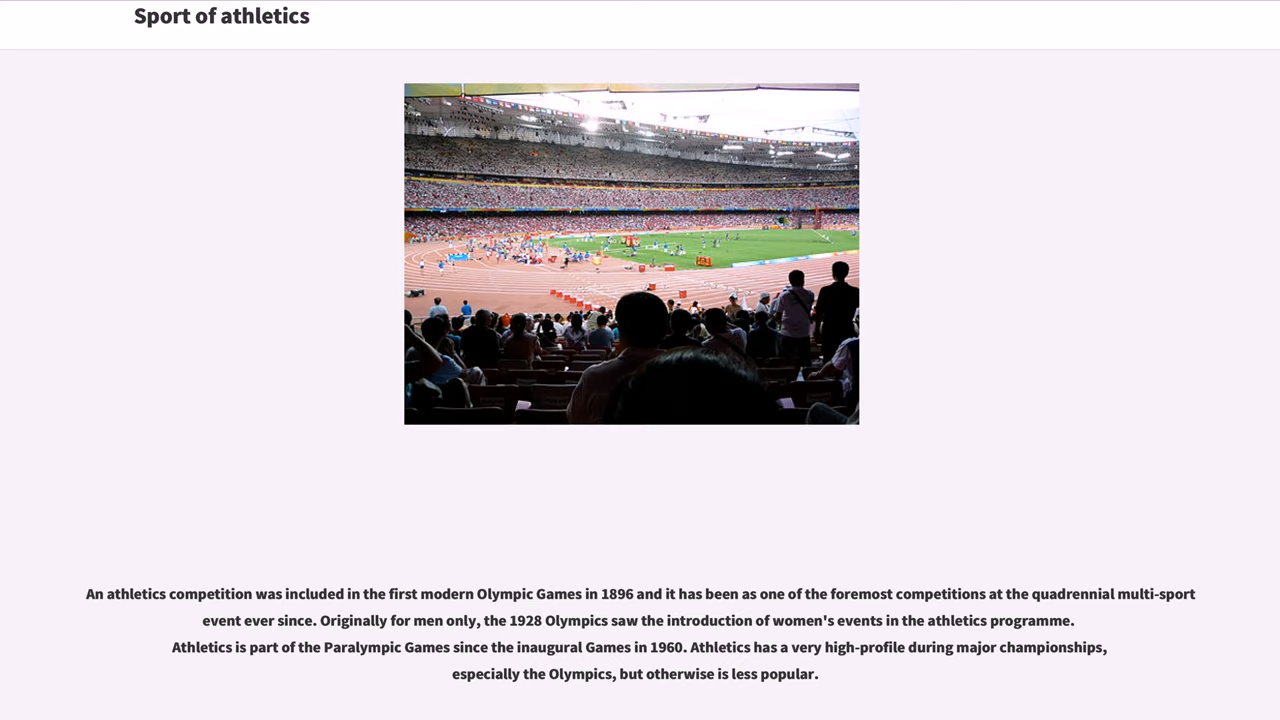 Sport of athletics
An athletics competition was included in the first modern Olympic Games in 1896 and it has been as one of the foremost competitions at the quadrennial multi-sport
event ever since. Originally for men only, the 1928 Olympics saw the introduction of women's events in the athletics programme.
Athletics is part of the Paralympic Games since the inaugural Games in 1960. Athletics has a very high-profile during major championships,
especially the Olympics, but otherwise is less popular.